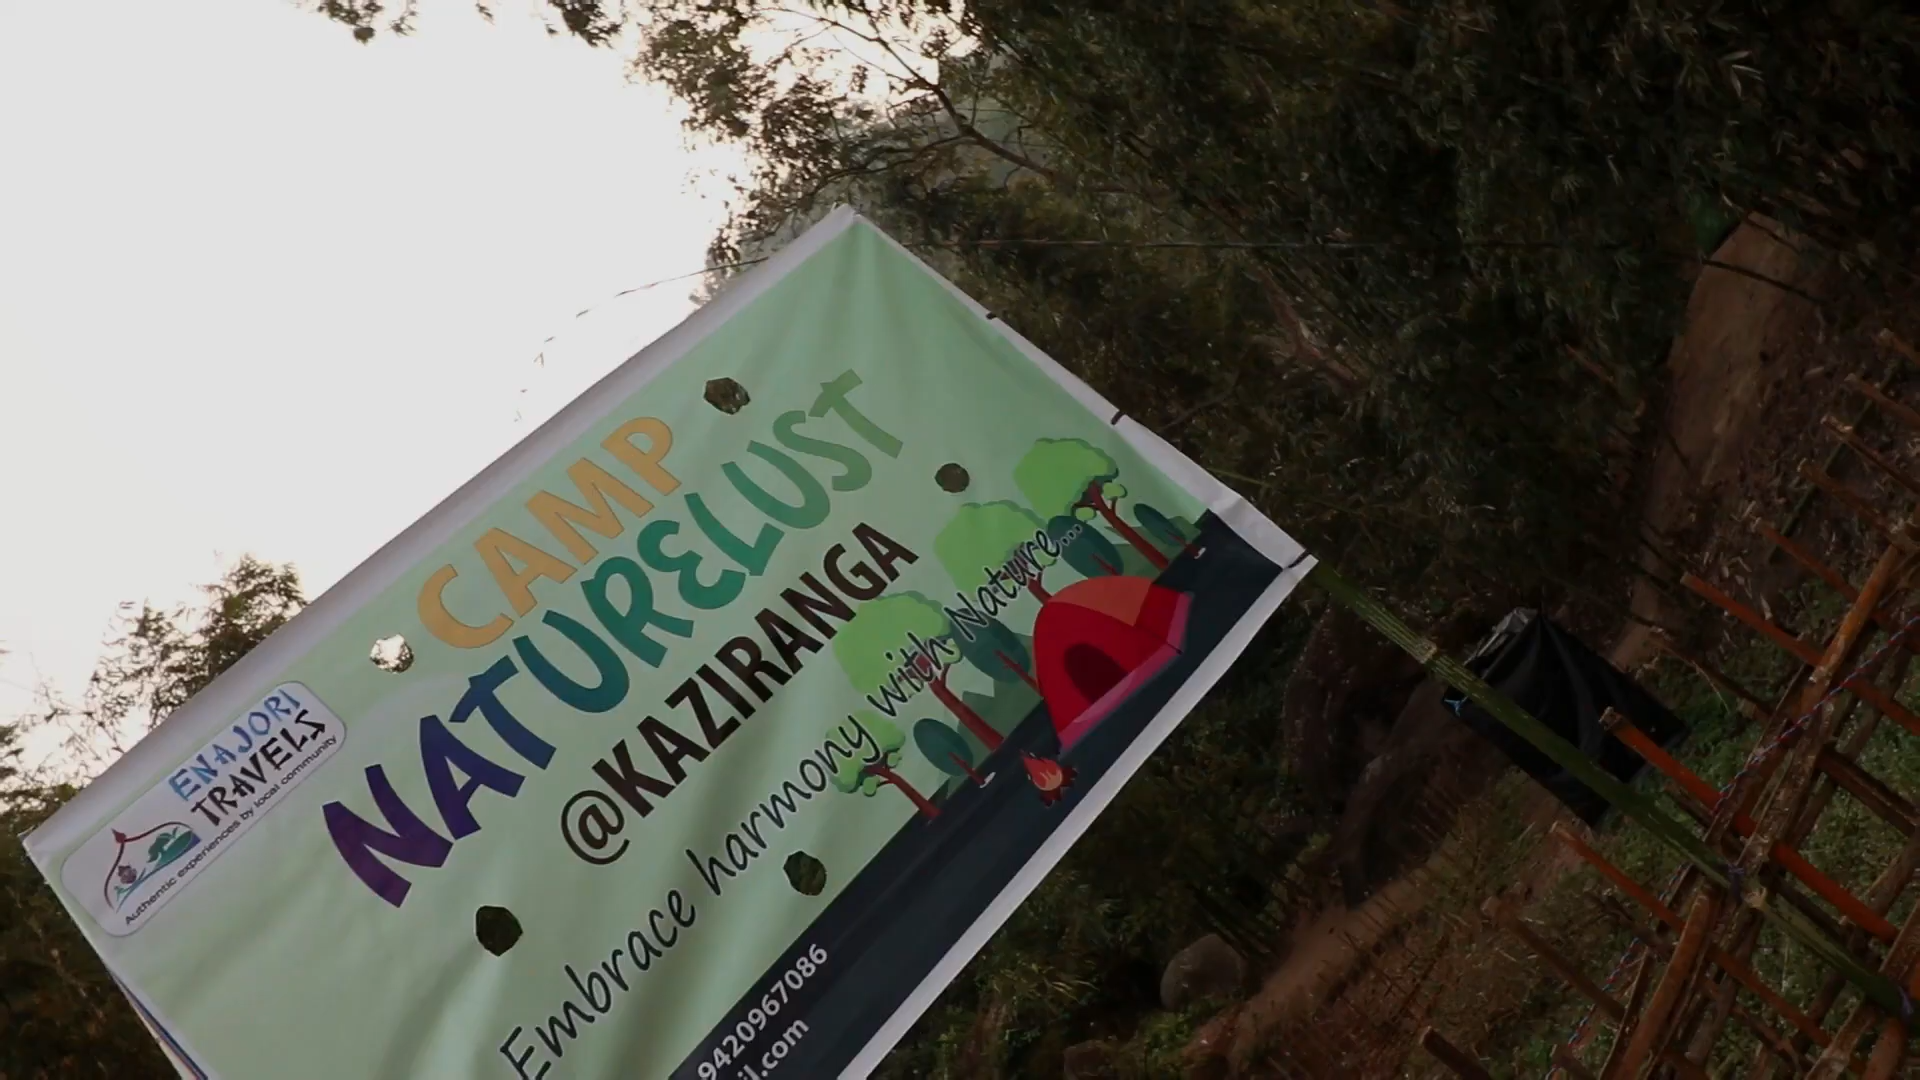 ENAJORI
TRAVELS
Authentic experiences by local community
CAMP
NATURELUST
@KAZIRANGA
Embrace harmony with Nature...
9420967086
il.com